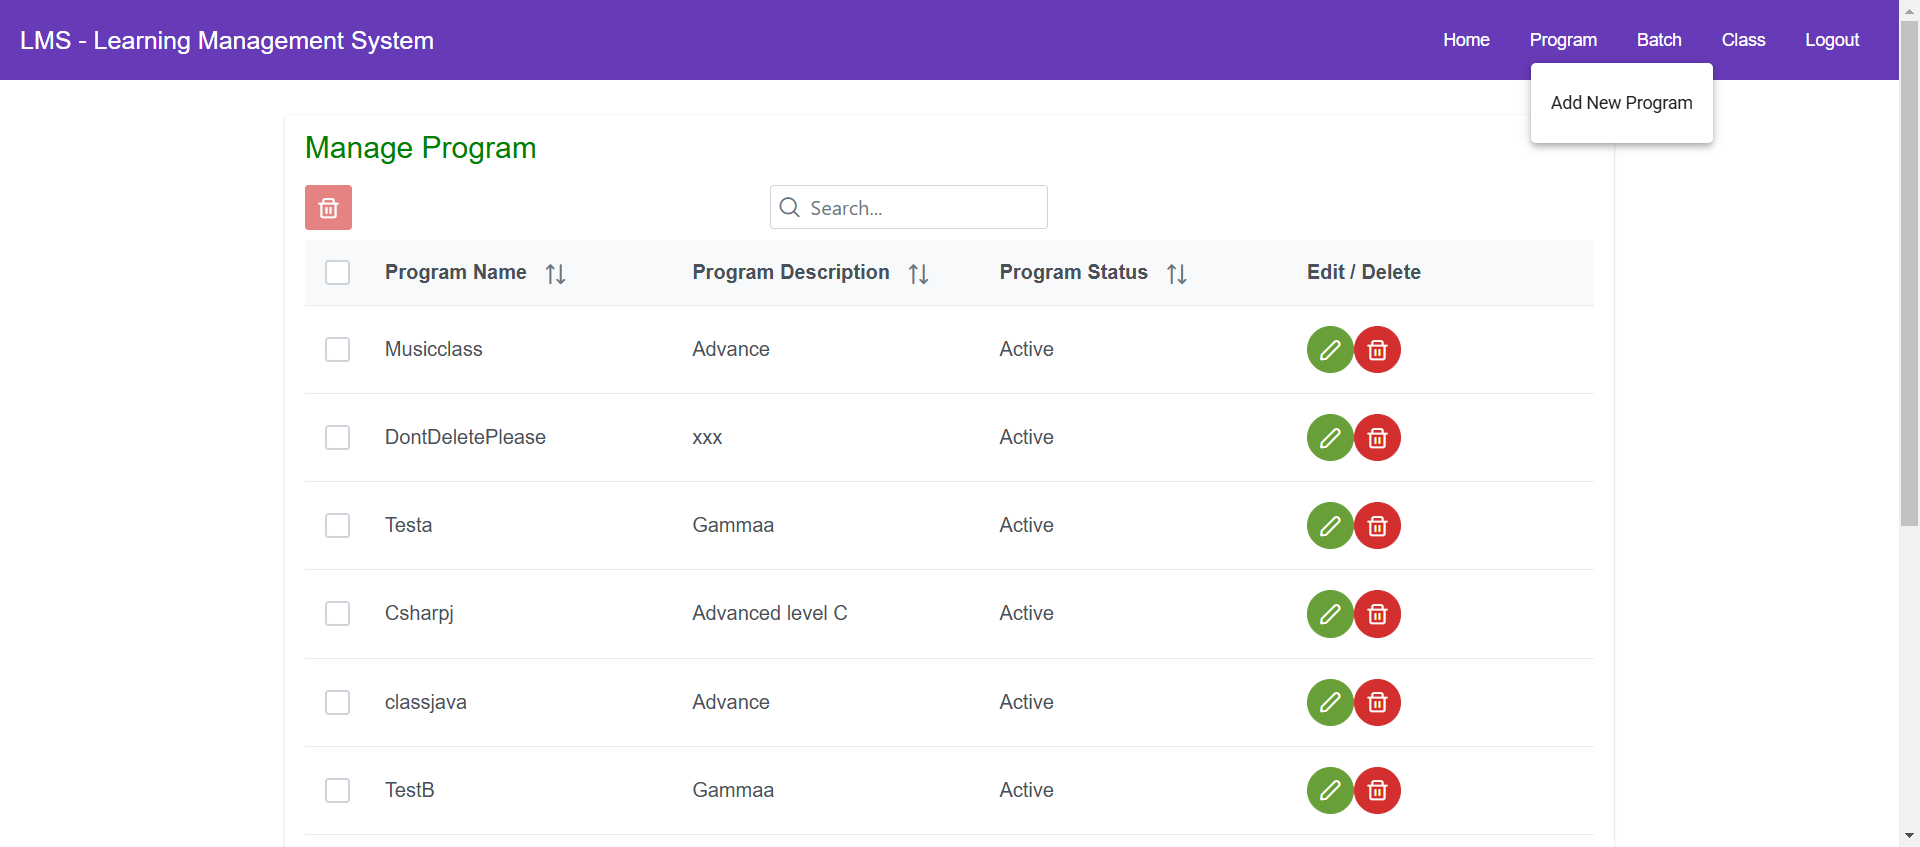 LMS - Learning Management System
Home Program Batch Class Logout
Add New Program
Manage Program
Search...
Program Name Program Description Program Status Edit / Delete
Musicclass Advance Active
DontDeletePlease xxx Active
Testa Gammaa Active
Csharpj Advanced level C Active
classjava Advance Active
TestB Gammaa Active